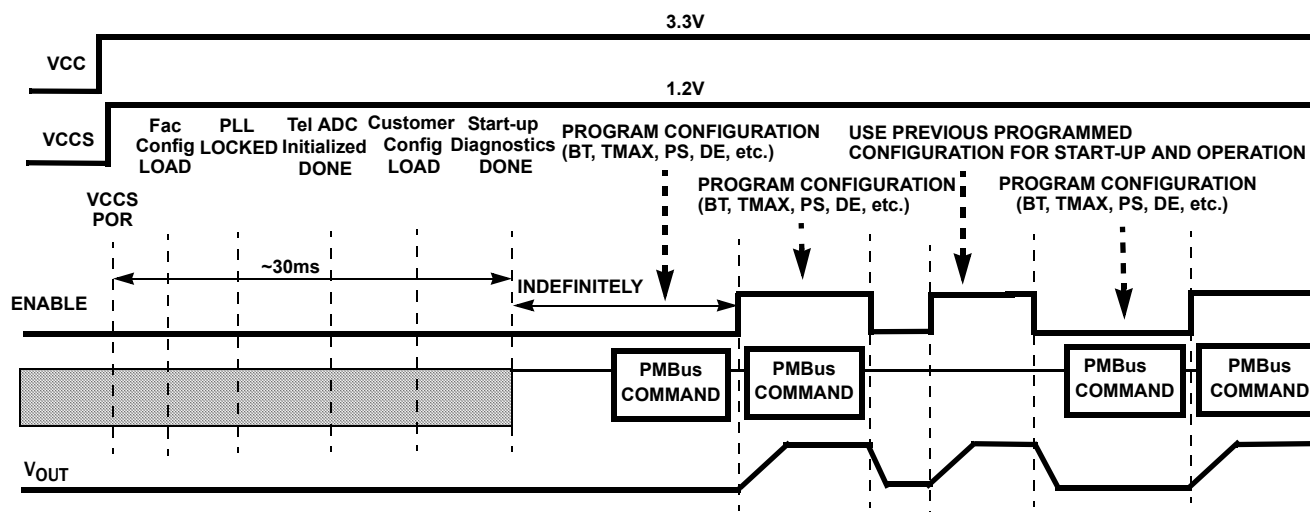 3.3V
VCC
1.2V
VCCS
Fac
Config
LOAD
PLL
LOCKED
Tel ADC
Initialized
DONE
Customer
Config
LOAD
Start-up
Diagnostics
DONE
PROGRAM CONFIGURATION
(BT, TMAX, PS, DE, etc.)
USE PREVIOUS PROGRAMMED
CONFIGURATION FOR START-UP AND OPERATION
PROGRAM CONFIGURATION
(BT, TMAX, PS, DE, etc.)
PROGRAM CONFIGURATION
(BT, TMAX, PS, DE, etc.)
VCCS
POR
~30ms
INDEFINITELY
ENABLE
PMBus
COMMAND
PMBus
COMMAND
PMBus
COMMAND
PMBus
COMMAND
VOUT